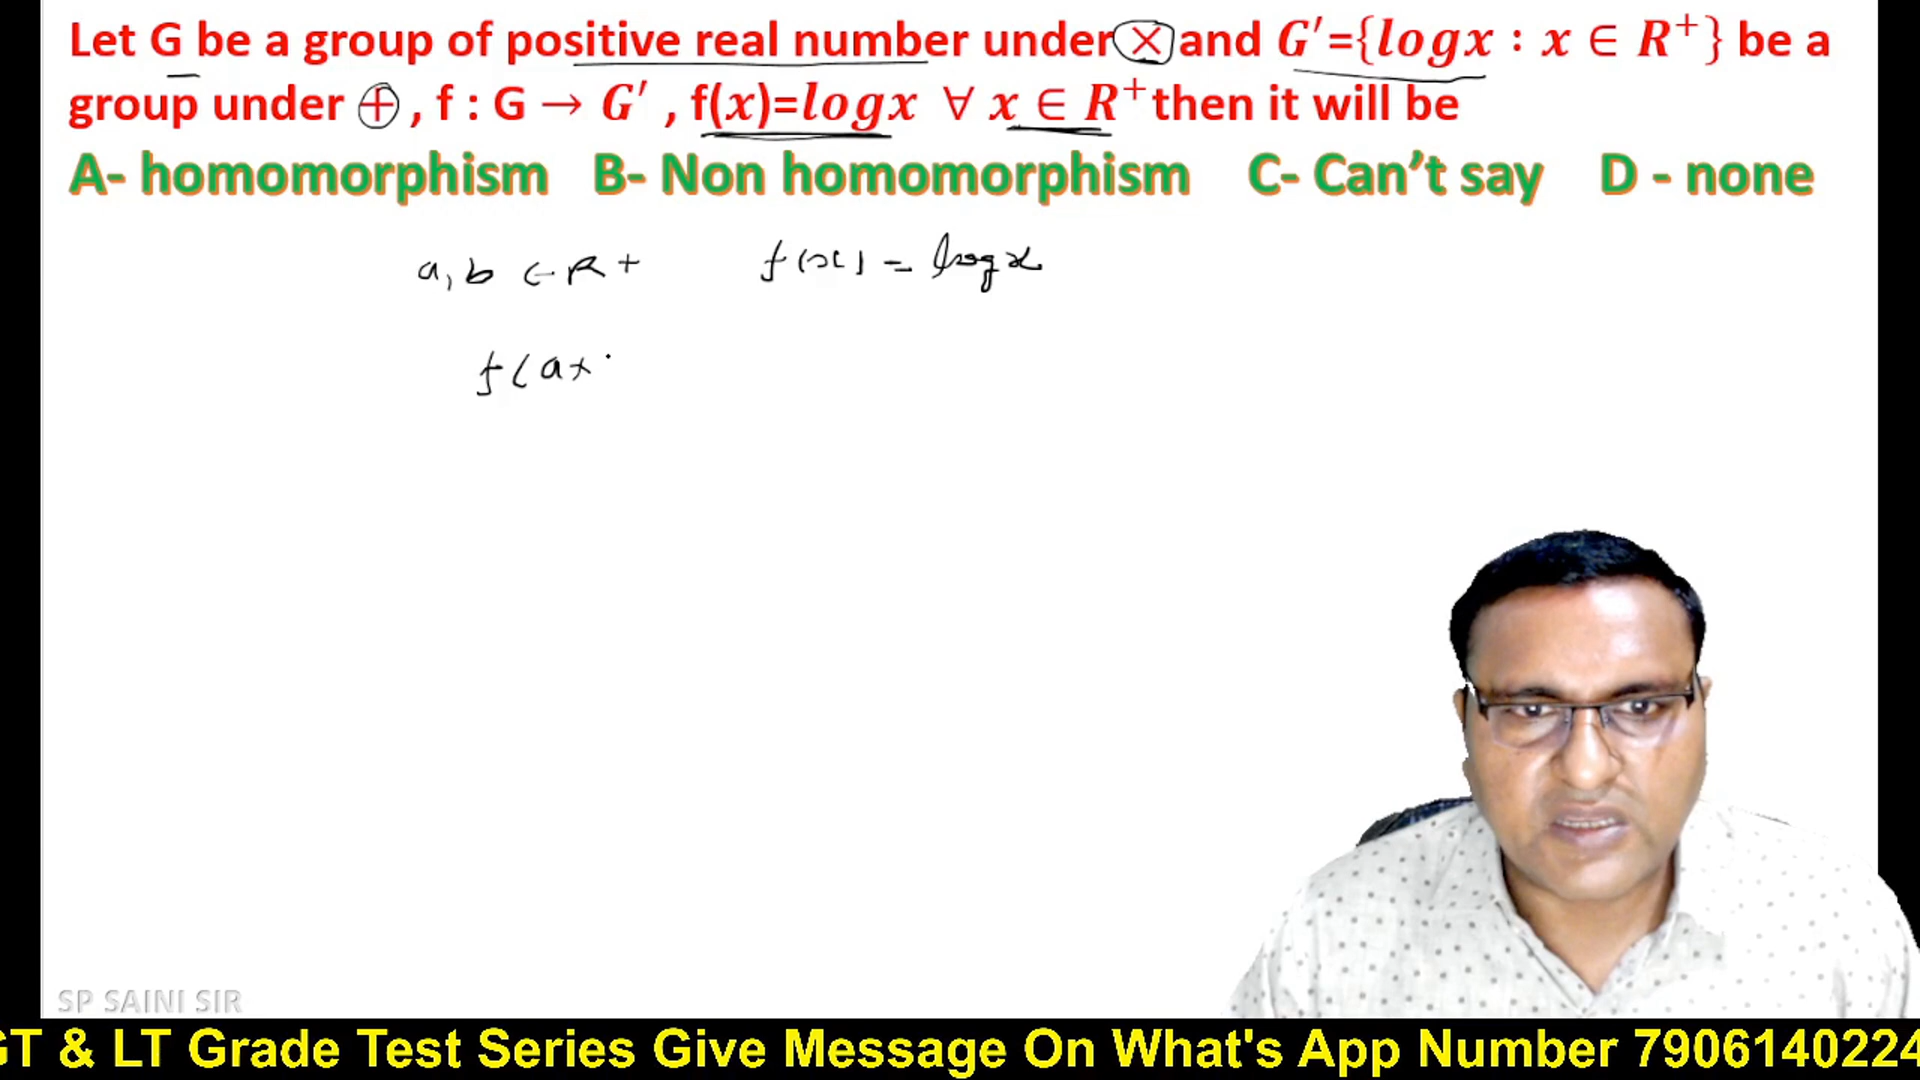 Let G be a group of positive real number under × and G′={logx : x ∈ R⁺} be a
group under + , f : G → G′ , f(x)=logx ∀ x ∈ R⁺ then it will be
A- homomorphism B- Non homomorphism C- Can’t say D - none
a, b ∈ R + f(x) = log x
f(a×
SP SAINI SIR
GT & LT Grade Test Series Give Message On What's App Number 7906140224